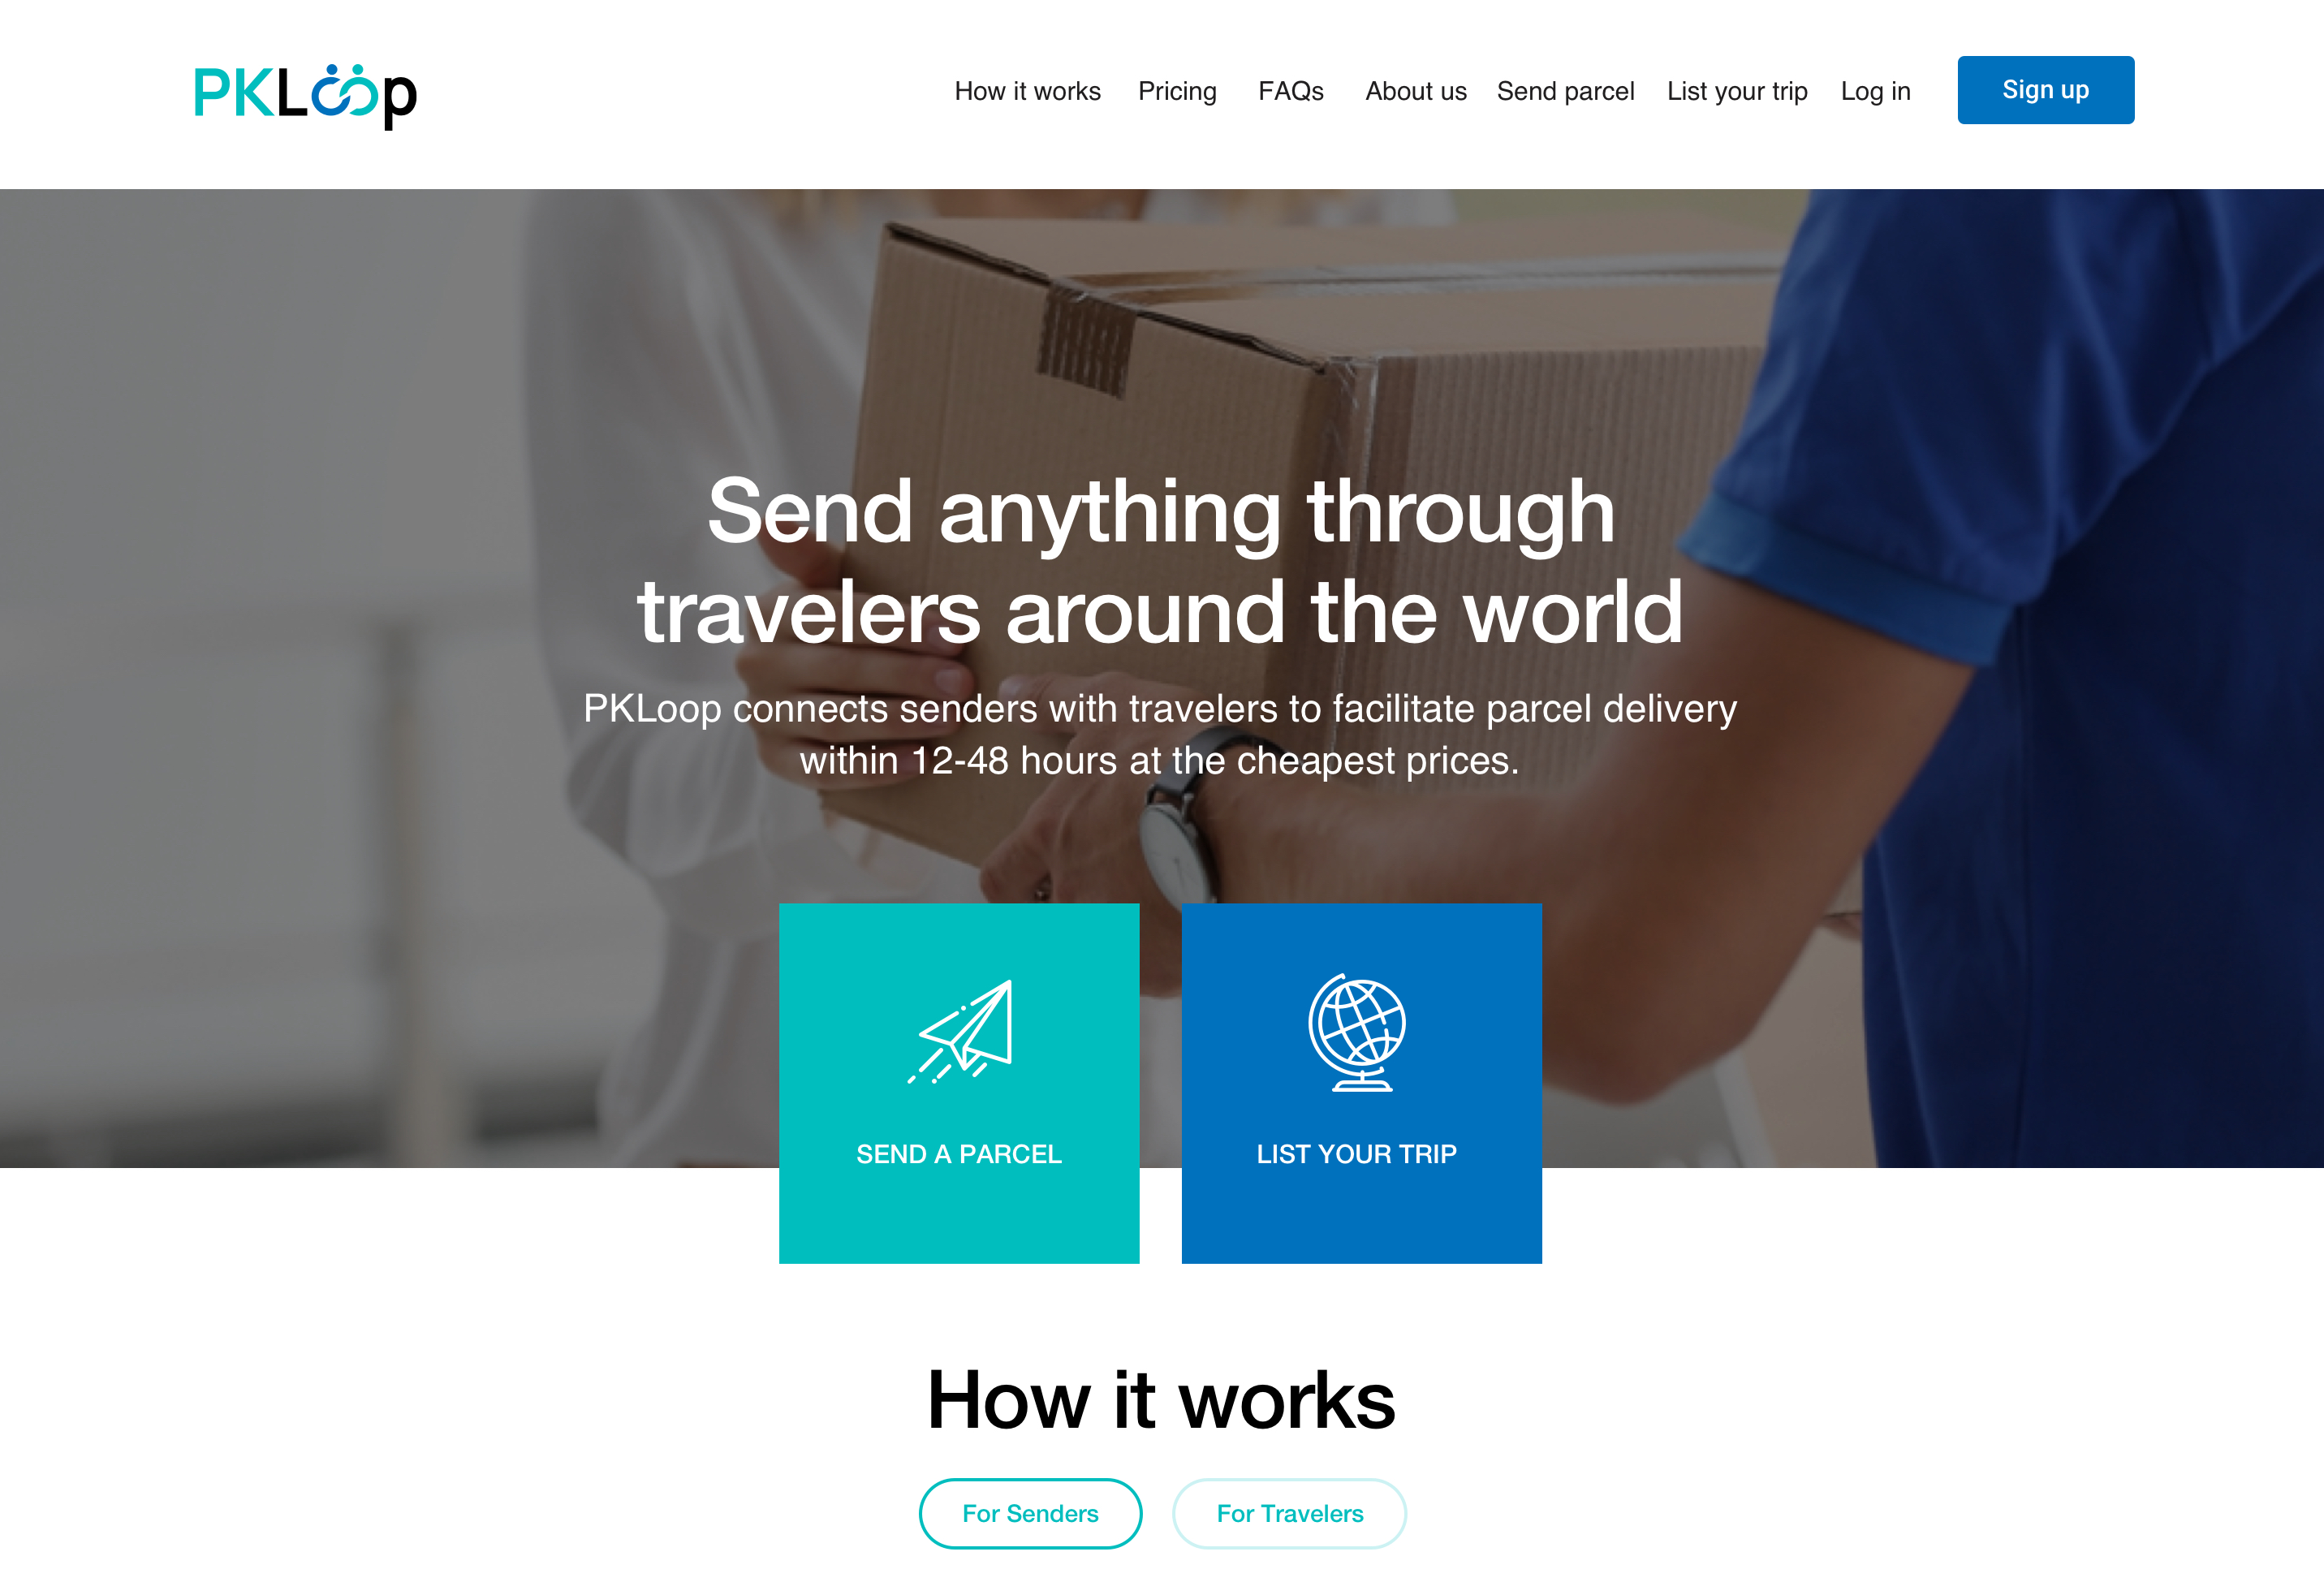 PKLoop
How it works
Pricing
FAQs
About us
Send parcel
List your trip
Log in
Sign up
Send anything through
travelers around the world
PKLoop connects senders with travelers to facilitate parcel delivery
within 12-48 hours at the cheapest prices.
SEND A PARCEL
LIST YOUR TRIP
How it works
For Senders
For Travelers